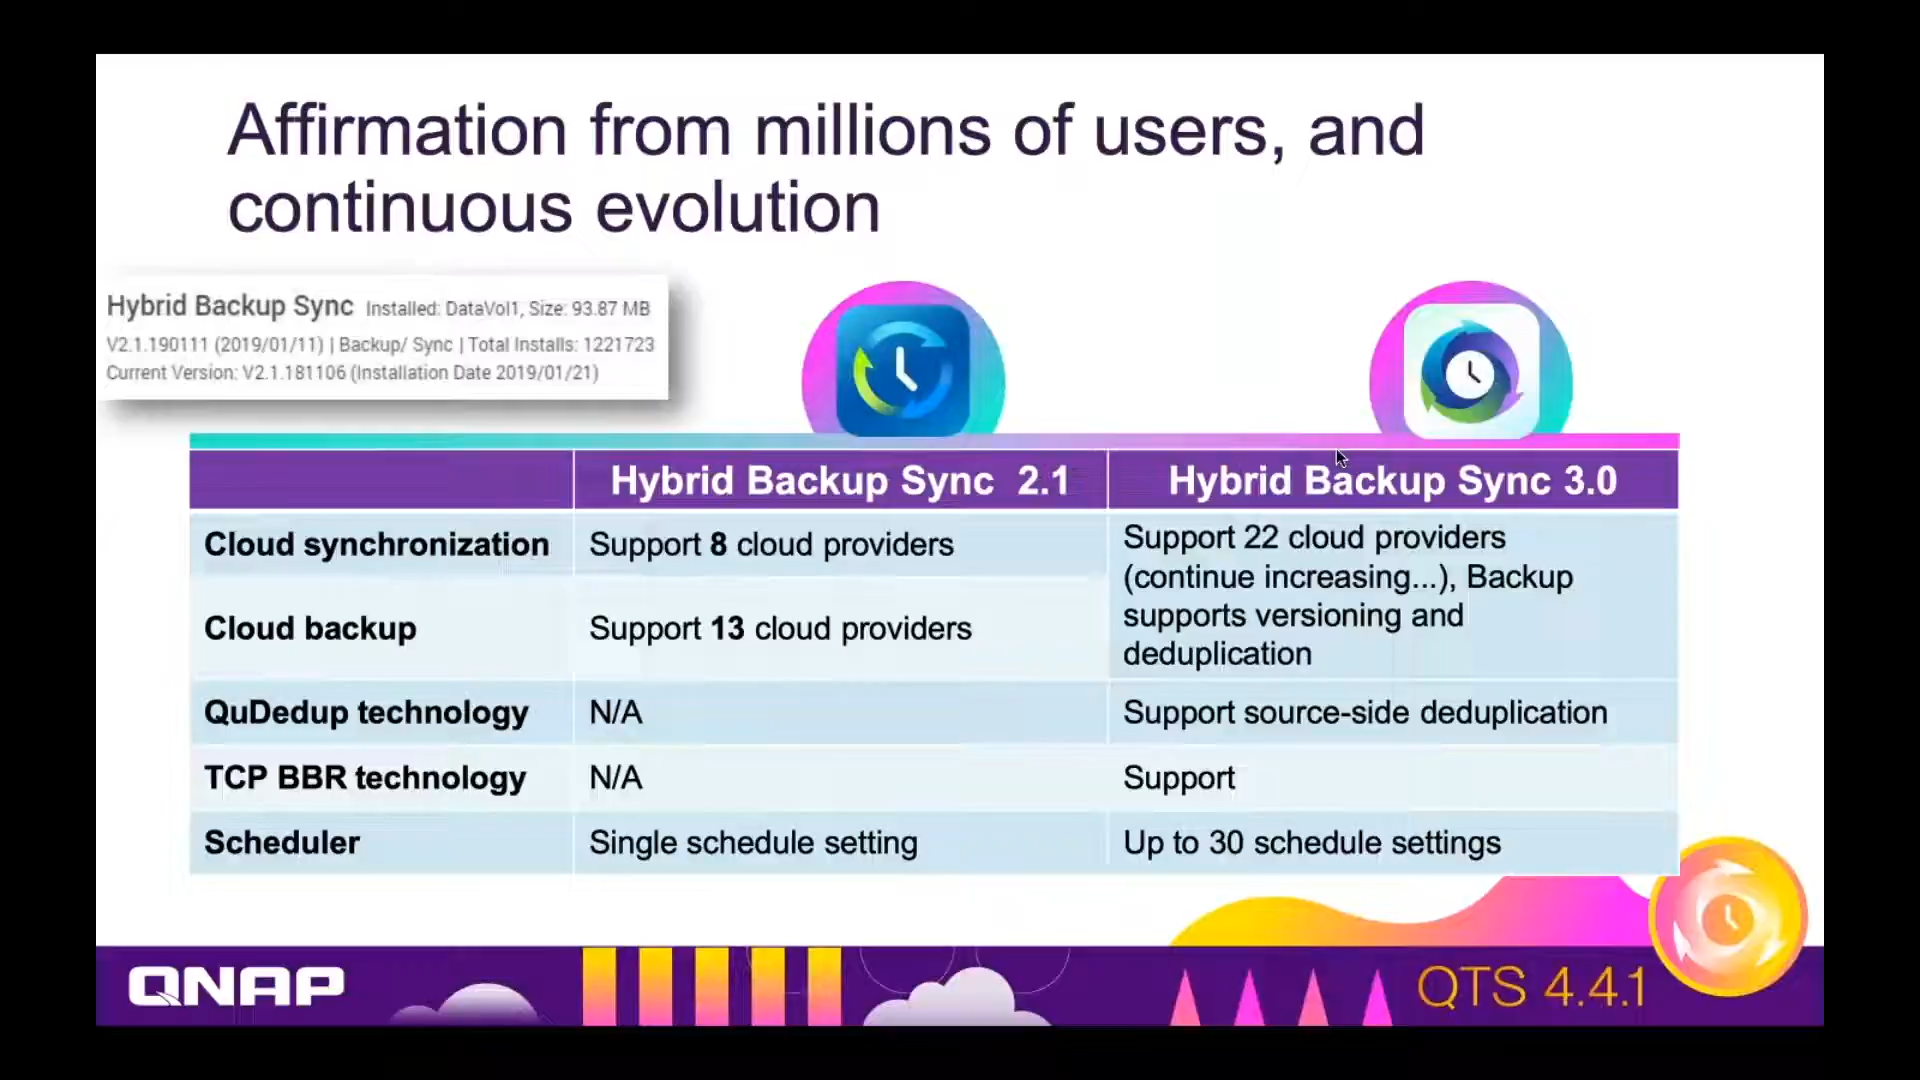 Affirmation from millions of users, and
continuous evolution
Hybrid Backup Sync Installed: DataVol1, Size: 93.87 MB
V2.1.190111 (2019/01/11) | Backup/ Sync | Total Installs: 1221723
Current Version: V2.1.181106 (Installation Date 2019/01/21)
Hybrid Backup Sync 2.1
Hybrid Backup Sync 3.0
Cloud synchronization
Support 8 cloud providers
Support 22 cloud providers
(continue increasing...), Backup
supports versioning and
deduplication
Cloud backup
Support 13 cloud providers
QuDedup technology
N/A
Support source-side deduplication
TCP BBR technology
N/A
Support
Scheduler
Single schedule setting
Up to 30 schedule settings
QNAP
QTS 4.4.1